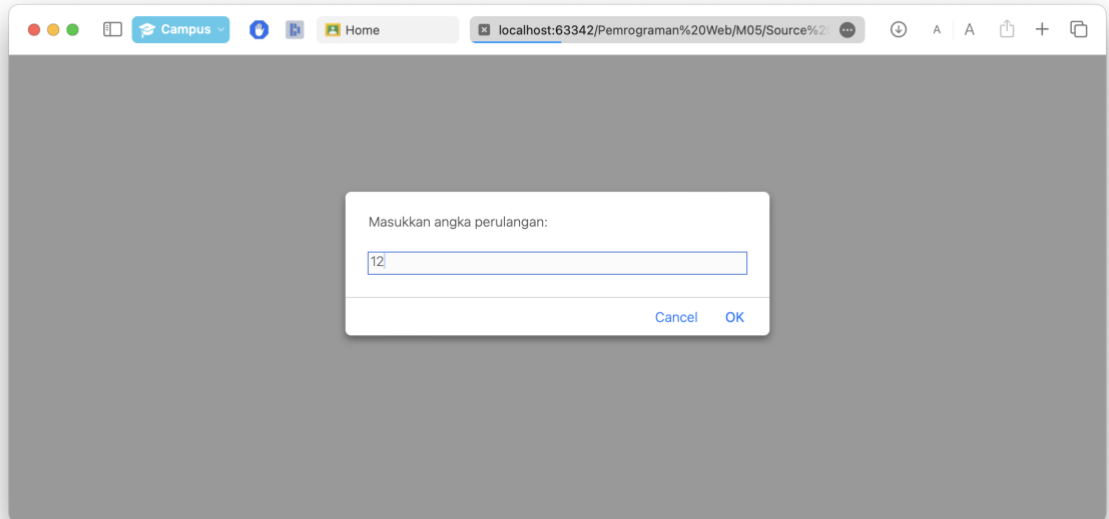 Campus
Home
localhost:63342/Pemrograman%20Web/M05/Source%2
A
A
Masukkan angka perulangan:
12
Cancel
OK